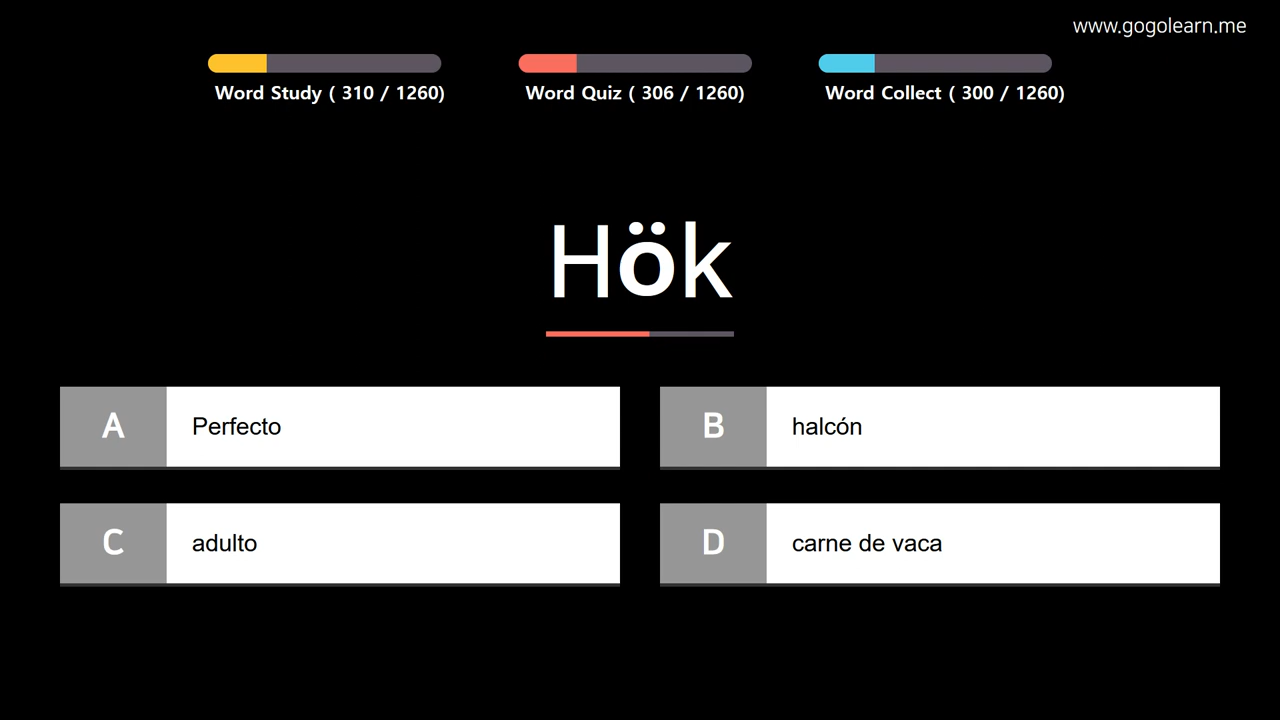 www.gogolearn.me
Word Study ( 310 / 1260)
Word Quiz ( 306 / 1260)
Word Collect ( 300 / 1260)
Hök
A Perfecto
B halcón
C adulto
D carne de vaca